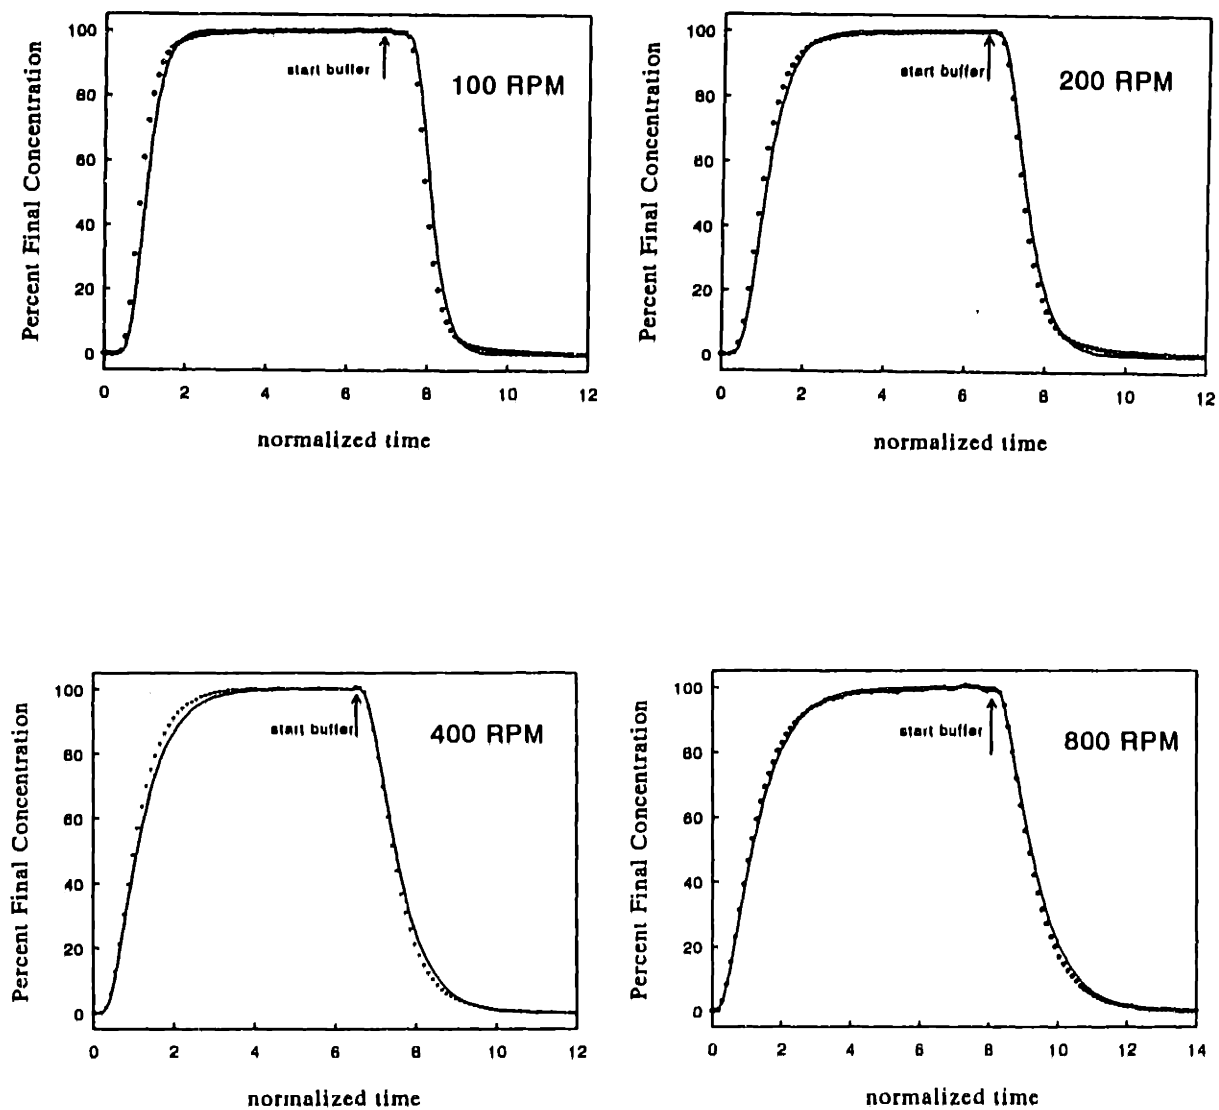 100
80
60
40
20
0
Percent Final Concentration
start buffer
100 RPM
0 2 4 6 8 10 12
normalized time
100
80
60
40
20
0
Percent Final Concentration
start buffer
200 RPM
0 2 4 6 8 10 12
normalized time
100
80
60
40
20
0
Percent Final Concentration
start buffer
400 RPM
0 2 4 6 8 10 12
normalized time
100
80
60
40
20
0
Percent Final Concentration
start buffer
800 RPM
0 2 4 6 8 10 12 14
normalized time